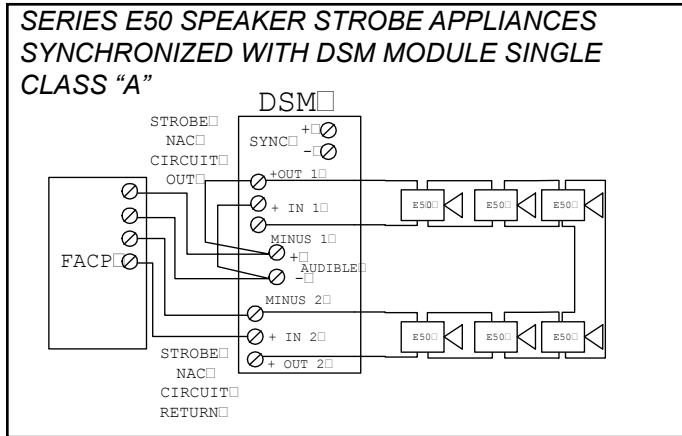 SERIES E50 SPEAKER STROBE APPLIANCES
SYNCHRONIZED WITH DSM MODULE SINGLE
CLASS “A”
DSM□
STROBE□
NAC□
CIRCUIT□
OUT□
SYNC□
+□
-□
+OUT 1□
+ IN 1□
MINUS 1□
+□
AUDIBLE□
-□
MINUS 2□
+ IN 2□
+ OUT 2□
FACP□
STROBE□
NAC□
CIRCUIT□
RETURN□
E50□
E50□
E50□
E50□
E50□
E50□